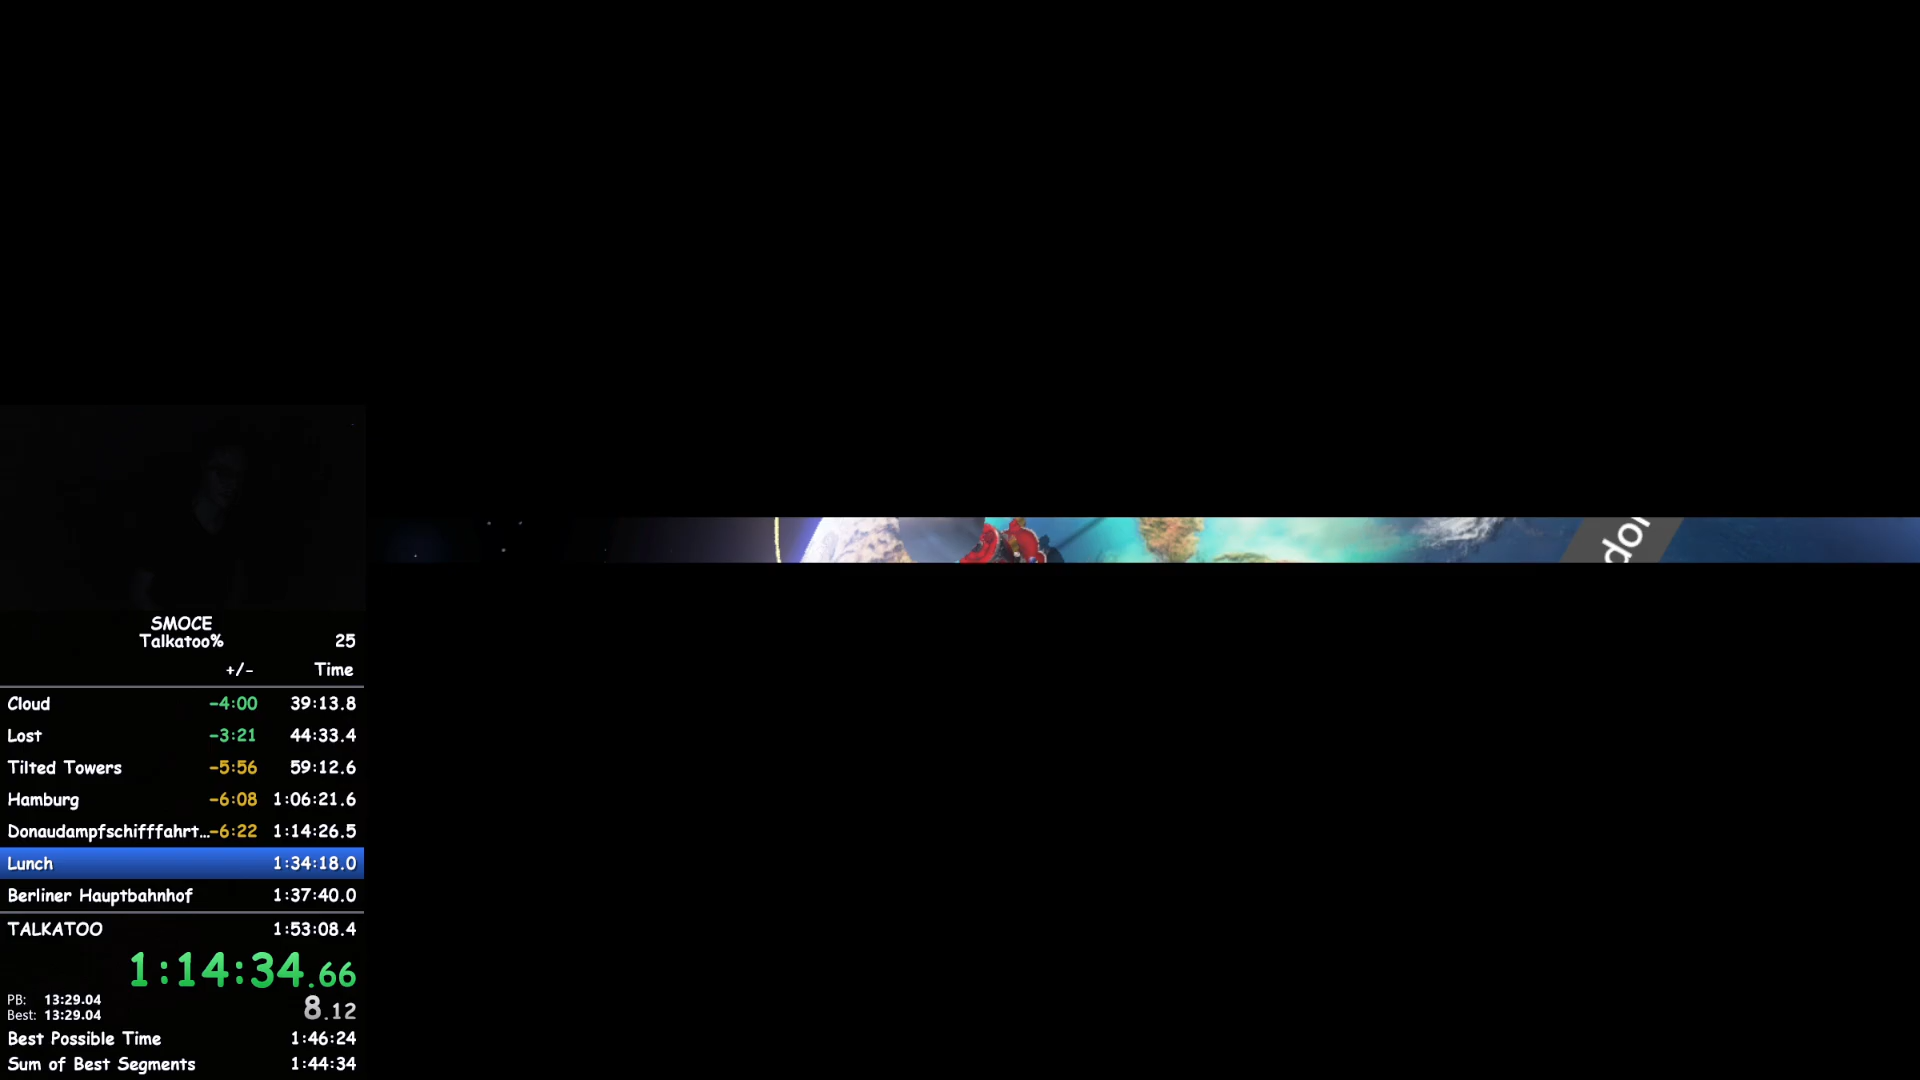 dor
SMOCE
Talkatoo% 25
+/- Time
Cloud -4:00 39:13.8
Lost -3:21 44:33.4
Tilted Towers -5:56 59:12.6
Hamburg -6:08 1:06:21.6
Donaudampfschifffahrt... -6:22 1:14:26.5
Lunch 1:34:18.0
Berliner Hauptbahnhof 1:37:40.0
TALKATOO 1:53:08.4
1:14:34.66
PB: 13:29.04 8.12
Best: 13:29.04
Best Possible Time 1:46:24
Sum of Best Segments 1:44:34